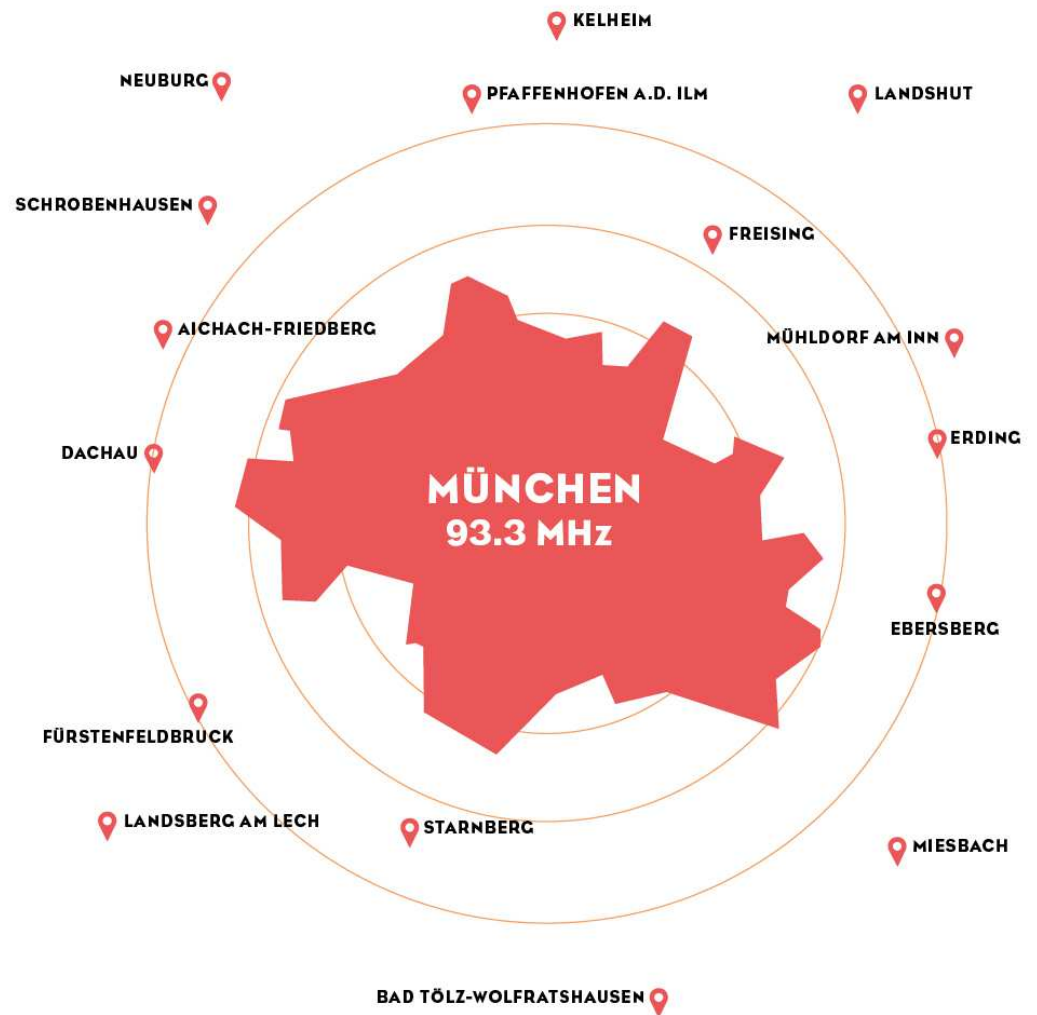 KELHEIM
NEUBURG
PFAFFENHOFEN A.D. ILM
LANDSHUT
SCHROBENHAUSEN
FREISING
AICHACH-FRIEDBERG
MÜHLDORF AM INN
DACHAU
ERDING
MÜNCHEN
93.3 MHz
EBERSBERG
FÜRSTENFELDBRUCK
LANDSBERG AM LECH
STARNBERG
MIESBACH
BAD TÖLZ-WOLFRATSHAUSEN